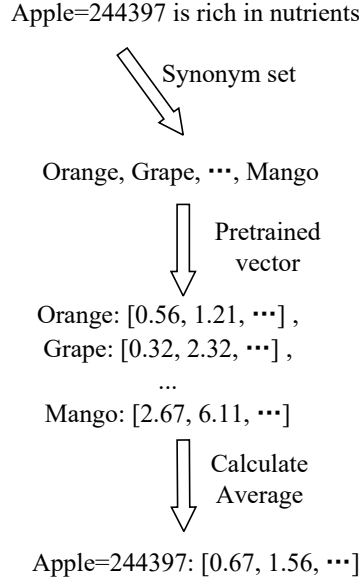 Apple=244397 is rich in nutrients
Synonym set
Orange, Grape, ···, Mango
Pretrained
vector
Orange: [0.56, 1.21, ···] ,
Grape: [0.32, 2.32, ···] ,
...
Mango: [2.67, 6.11, ···]
Calculate
Average
Apple=244397: [0.67, 1.56, ···]